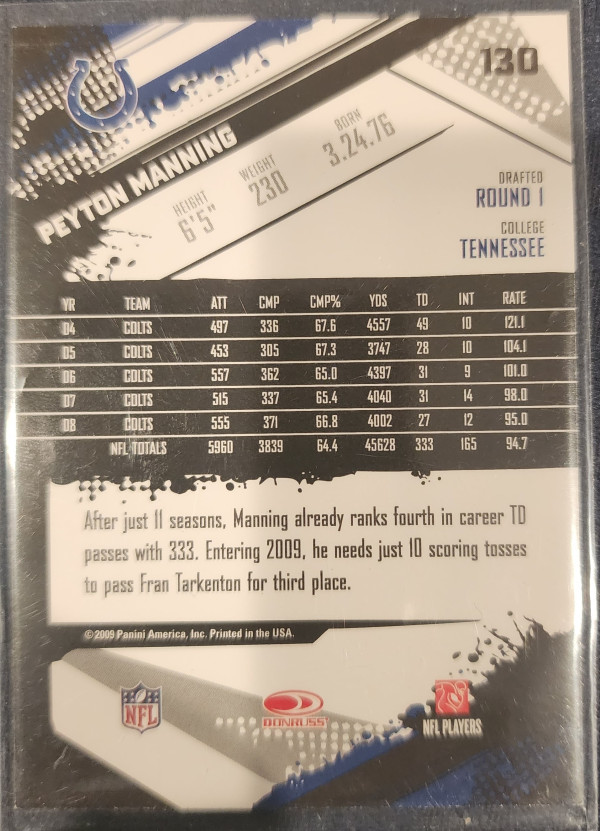 130
PEYTON MANNING
HEIGHT
6'5"
WEIGHT
230
BORN
3.24.76
DRAFTED
ROUND 1
COLLEGE
TENNESSEE
YR TEAM ATT CMP CMP% YDS TD INT RATE
04 COLTS 497 336 67.6 4557 49 10 121.1
05 COLTS 453 305 67.3 3747 28 10 104.1
06 COLTS 557 362 65.0 4397 31 9 101.0
07 COLTS 515 337 65.4 4040 31 14 98.0
08 COLTS 555 371 66.8 4002 27 12 95.0
NFL TOTALS 5960 3839 64.4 45628 333 165 94.7
After just 11 seasons, Manning already ranks fourth in career TD
passes with 333. Entering 2009, he needs just 10 scoring tosses
to pass Fran Tarkenton for third place.
© 2009 Panini America, Inc. Printed in the USA.
NFL
DONRUSS
NFL PLAYERS